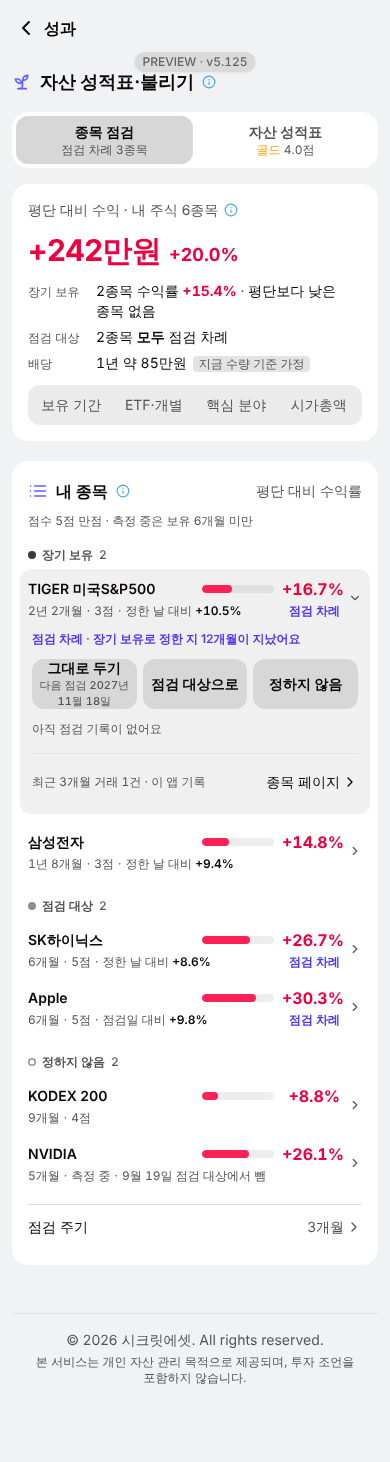 성과
PREVIEW · v5.125
자산 성적표·불리기
종목 점검
점검 차례 3종목
자산 성적표
골드 4.0점
평단 대비 수익 · 내 주식 6종목
+242만원 +20.0%
장기 보유 2종목 수익률 +15.4% · 평단보다 낮은
종목 없음
점검 대상 2종목 모두 점검 차례
배당 1년 약 85만원 지금 수량 기준 가정
보유 기간 ETF·개별 핵심 분야 시가총액
내 종목 평단 대비 수익률
점수 5점 만점 · 측정 중은 보유 6개월 미만
장기 보유 2
TIGER 미국S&P500 +16.7%
2년 2개월 · 3점 · 정한 날 대비 +10.5% 점검 차례
점검 차례 · 장기 보유로 정한 지 12개월이 지났어요
그대로 두기
다음 점검 2027년
11월 18일
점검 대상으로
정하지 않음
아직 점검 기록이 없어요
최근 3개월 거래 1건 · 이 앱 기록 종목 페이지
삼성전자 +14.8%
1년 8개월 · 3점 · 정한 날 대비 +9.4%
점검 대상 2
SK하이닉스 +26.7%
6개월 · 5점 · 정한 날 대비 +8.6% 점검 차례
Apple +30.3%
6개월 · 5점 · 점검일 대비 +9.8% 점검 차례
정하지 않음 2
KODEX 200 +8.8%
9개월 · 4점
NVIDIA +26.1%
5개월 · 측정 중 · 9월 19일 점검 대상에서 뺌
점검 주기 3개월
© 2026 시크릿에셋. All rights reserved.
본 서비스는 개인 자산 관리 목적으로 제공되며, 투자 조언을
포함하지 않습니다.